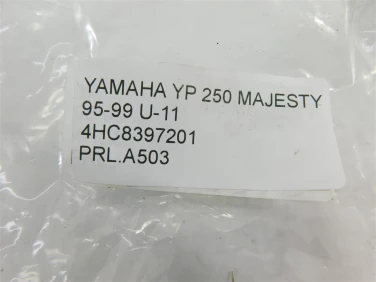 YAMAHA YP 250 MAJESTY
95-99 U-11
4HC8397201
PRL.A503